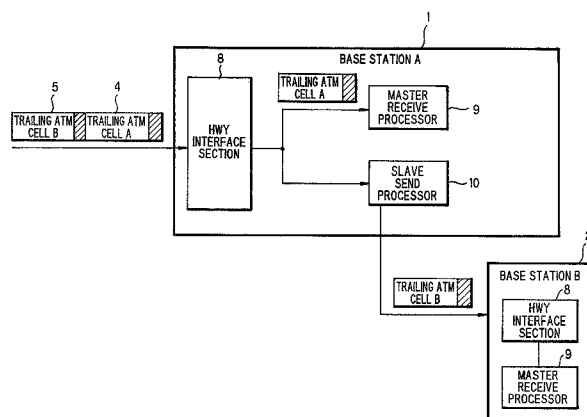 1
BASE STATION A
8
HWY
INTERFACE
SECTION
5
4
TRAILING ATM
CELL B
TRAILING ATM
CELL A
TRAILING ATM
CELL A
MASTER
RECEIVE
PROCESSOR
9
SLAVE
SEND
PROCESSOR
10
TRAILING ATM
CELL B
BASE STATION B
8
HWY
INTERFACE
SECTION
9
MASTER
RECEIVE
PROCESSOR